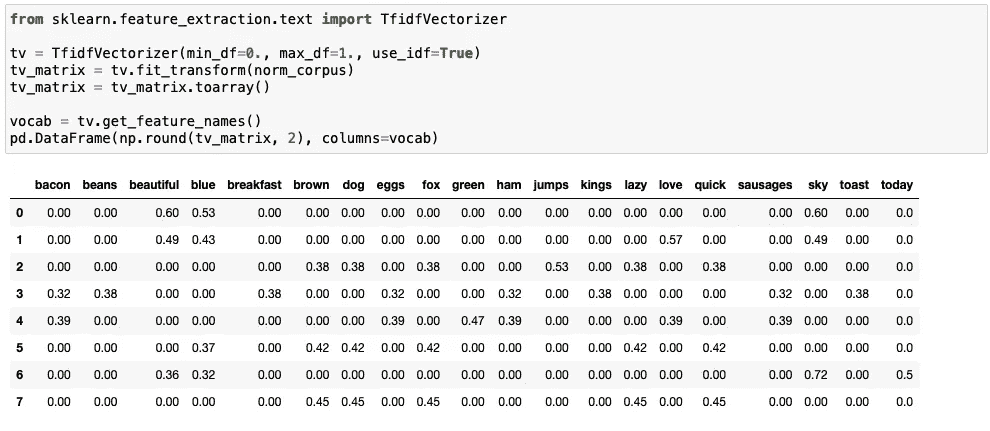 from sklearn.feature_extraction.text import TfidfVectorizer
tv = TfidfVectorizer(min_df=0., max_df=1., use_idf=True)
tv_matrix = tv.fit_transform(norm_corpus)
tv_matrix = tv_matrix.toarray()
vocab = tv.get_feature_names()
pd.DataFrame(np.round(tv_matrix, 2), columns=vocab)
bacon beans beautiful blue breakfast brown dog eggs fox green ham jumps kings lazy love quick sausages sky toast today
0 0.00 0.00 0.60 0.53 0.00 0.00 0.00 0.00 0.00 0.00 0.00 0.00 0.00 0.00 0.00 0.00 0.00 0.60 0.00 0.0
1 0.00 0.00 0.49 0.43 0.00 0.00 0.00 0.00 0.00 0.00 0.00 0.00 0.00 0.00 0.57 0.00 0.00 0.49 0.00 0.0
2 0.00 0.00 0.00 0.00 0.00 0.38 0.38 0.00 0.38 0.00 0.00 0.53 0.00 0.38 0.00 0.38 0.00 0.00 0.00 0.0
3 0.32 0.38 0.00 0.00 0.38 0.00 0.00 0.32 0.00 0.00 0.32 0.00 0.38 0.00 0.00 0.00 0.32 0.00 0.38 0.0
4 0.39 0.00 0.00 0.00 0.00 0.00 0.00 0.39 0.00 0.47 0.39 0.00 0.00 0.00 0.39 0.00 0.39 0.00 0.00 0.0
5 0.00 0.00 0.00 0.37 0.00 0.42 0.42 0.00 0.42 0.00 0.00 0.00 0.00 0.42 0.00 0.42 0.00 0.00 0.00 0.0
6 0.00 0.00 0.36 0.32 0.00 0.00 0.00 0.00 0.00 0.00 0.00 0.00 0.00 0.00 0.00 0.00 0.00 0.72 0.00 0.5
7 0.00 0.00 0.00 0.00 0.00 0.45 0.45 0.00 0.45 0.00 0.00 0.00 0.00 0.45 0.00 0.45 0.00 0.00 0.00 0.0